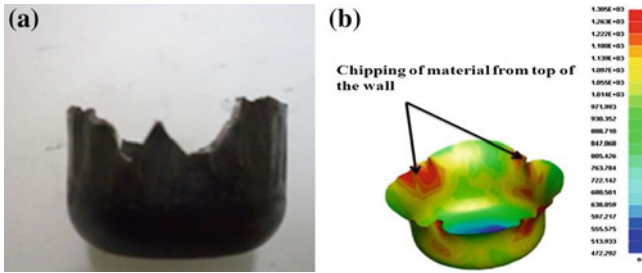 (a)
(b)
Chipping of material from top of
the wall
1.305E+03
1.263E+03
1.222E+03
1.180E+03
1.139E+03
1.097E+03
1.055E+03
1.014E+03
971.993
930.352
888.710
847.068
805.426
763.784
722.142
680.501
638.859
597.217
555.575
513.933
472.292